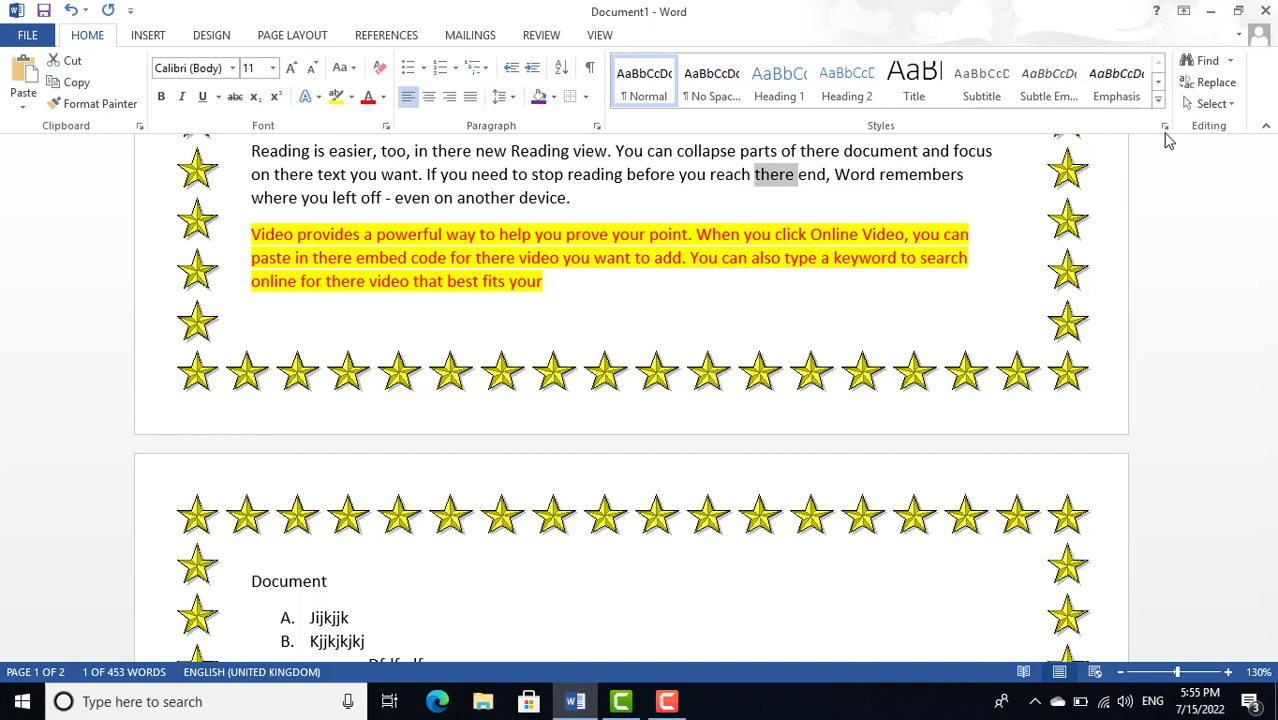 Document1 - Word
FILE HOME INSERT DESIGN PAGE LAYOUT REFERENCES MAILINGS REVIEW VIEW
Paste
Cut
Copy
Format Painter
Clipboard
Calibri (Body) 11
Font
Paragraph
AaBbCcDc AaBbCcDc AaBbCc AaBbCcC AaBI AaBbCcC AaBbCcDc AaBbCcDc
¶ Normal ¶ No Spac... Heading 1 Heading 2 Title Subtitle Subtle Em... Emphasis
Styles
Find
Replace
Select
Editing
Reading is easier, too, in there new Reading view. You can collapse parts of there document and focus
on there text you want. If you need to stop reading before you reach there end, Word remembers
where you left off - even on another device.
Video provides a powerful way to help you prove your point. When you click Online Video, you can
paste in there embed code for there video you want to add. You can also type a keyword to search
online for there video that best fits your
Document
A. Jijkjjk
B. Kjjkjkjkj
PAGE 1 OF 2 1 OF 453 WORDS ENGLISH (UNITED KINGDOM) 130%
Type here to search
ENG
5:55 PM
7/15/2022
3